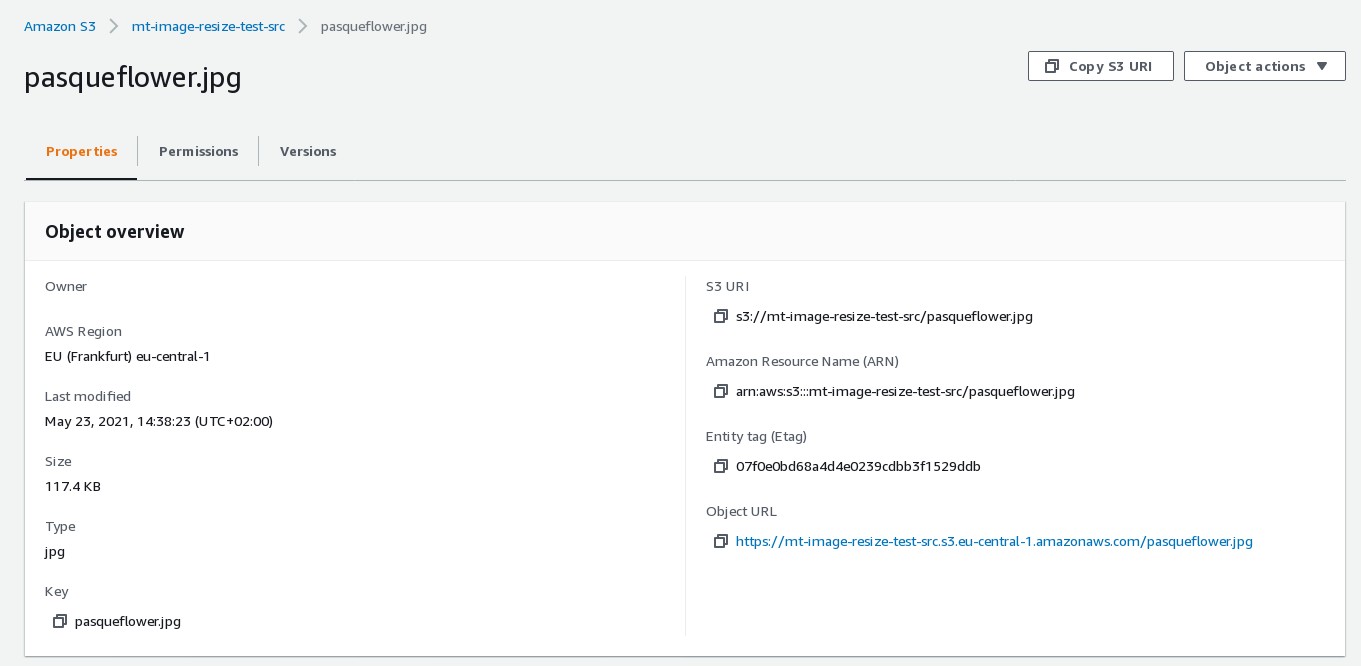 Amazon S3 > mt-image-resize-test-src > pasqueflower.jpg
pasqueflower.jpg
Copy S3 URI
Object actions
Properties
Permissions
Versions
Object overview
Owner
AWS Region
EU (Frankfurt) eu-central-1
Last modified
May 23, 2021, 14:38:23 (UTC+02:00)
Size
117.4 KB
Type
jpg
Key
pasqueflower.jpg
S3 URI
s3://mt-image-resize-test-src/pasqueflower.jpg
Amazon Resource Name (ARN)
arn:aws:s3:::mt-image-resize-test-src/pasqueflower.jpg
Entity tag (Etag)
07f0e0bd68a4d4e0239cdbb3f1529ddb
Object URL
https://mt-image-resize-test-src.s3.eu-central-1.amazonaws.com/pasqueflower.jpg